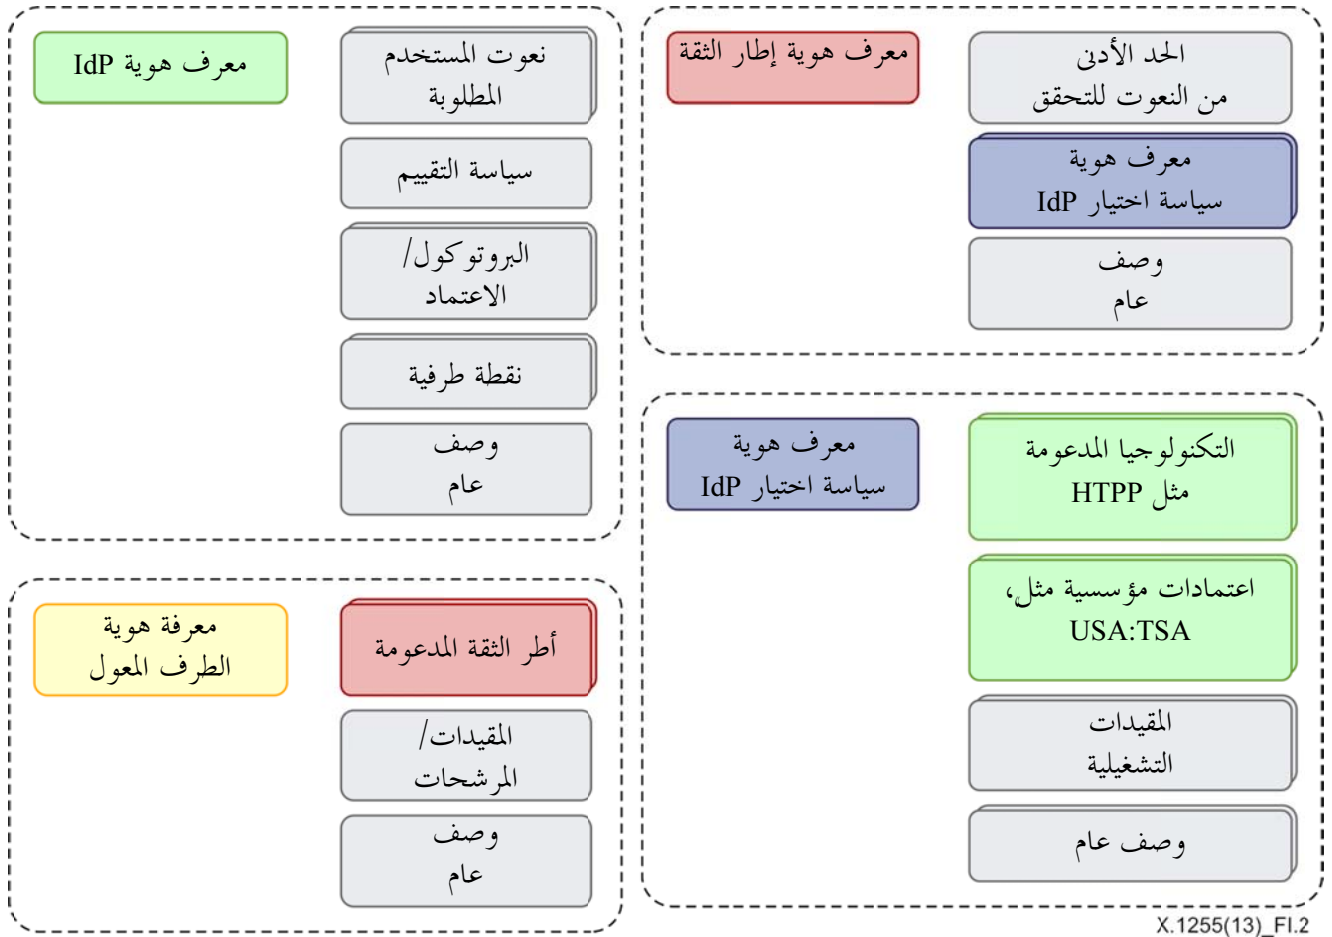 معرف هوية إطار الثقة
الحد الأدنى
من النعوت للتحقق
معرف هوية
سياسة اختيار IdP
وصف
عام
معرف هوية IdP
نعوت المستخدم
المطلوبة
سياسة التقييم
البروتوكول/
الاعتماد
نقطة طرفية
وصف
عام
معرف هوية
سياسة اختيار IdP
التكنولوجيا المدعومة
مثل HTPP
اعتمادات مؤسسية مثل،
USA:TSA
المقيدات
التشغيلية
وصف عام
معرفة هوية
الطرف المعول
أطر الثقة المدعومة
المقيدات/
المرشحات
وصف
عام
X.1255(13)_FI.2